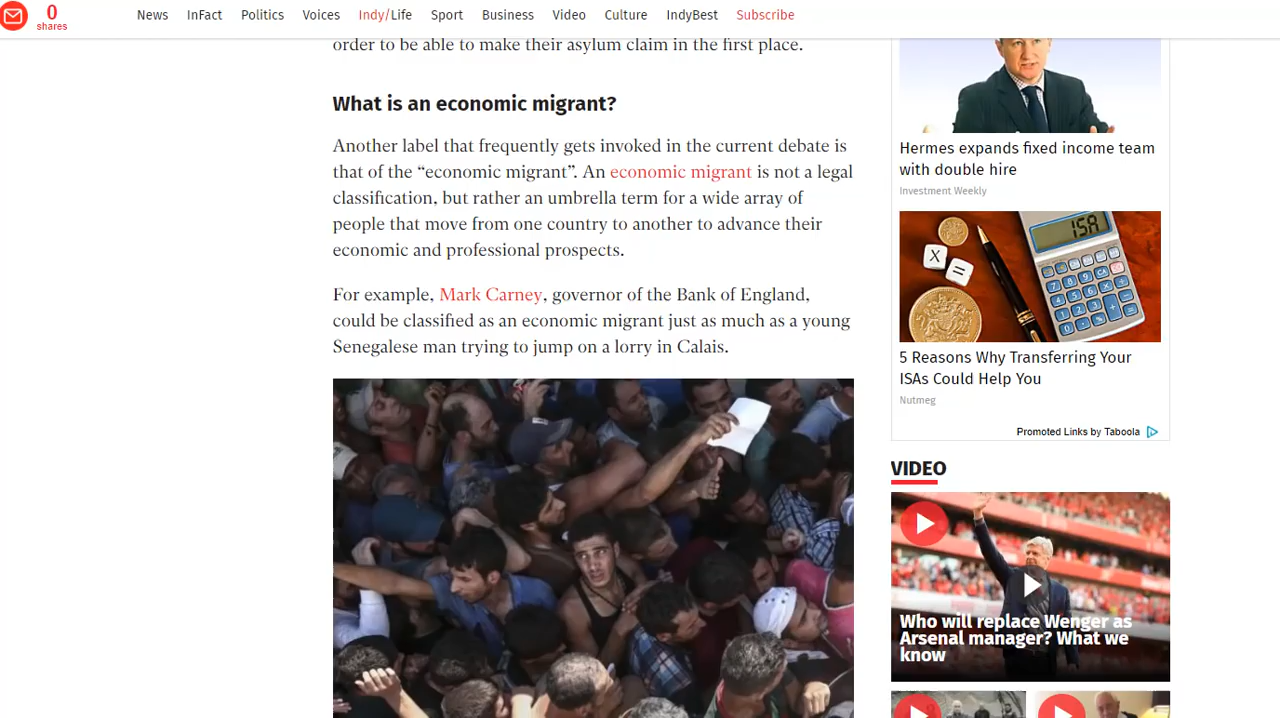 0
shares
News InFact Politics Voices Indy/Life Sport Business Video Culture IndyBest Subscribe
order to be able to make their asylum claim in the first place.
What is an economic migrant?
Another label that frequently gets invoked in the current debate is
that of the “economic migrant”. An economic migrant is not a legal
classification, but rather an umbrella term for a wide array of
people that move from one country to another to advance their
economic and professional prospects.
For example, Mark Carney, governor of the Bank of England,
could be classified as an economic migrant just as much as a young
Senegalese man trying to jump on a lorry in Calais.
Hermes expands fixed income team
with double hire
Investment Weekly
ISA
X
=
5 Reasons Why Transferring Your
ISAs Could Help You
Nutmeg
Promoted Links by Taboola
VIDEO
Who will replace Wenger as
Arsenal manager? What we
know